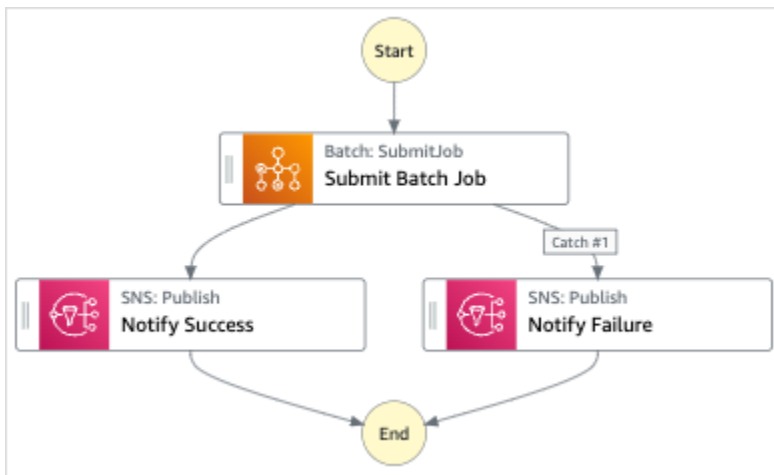 Start
Batch: SubmitJob
Submit Batch Job
Catch #1
SNS: Publish
Notify Success
SNS: Publish
Notify Failure
End